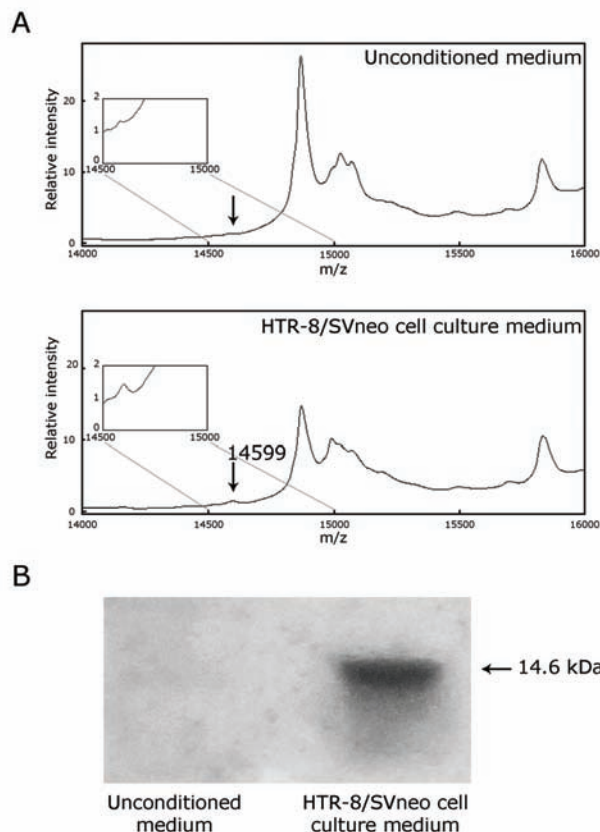 A
Unconditioned medium
Relative intensity
20
10
0
2
1
0
14500
15000
14000
14500
15000
15500
16000
m/z
HTR-8/SVneo cell culture medium
Relative intensity
20
10
0
2
1
0
14500
15000
14599
14000
14500
15000
15500
16000
m/z
B
14.6 kDa
Unconditioned
medium
HTR-8/SVneo cell
culture medium